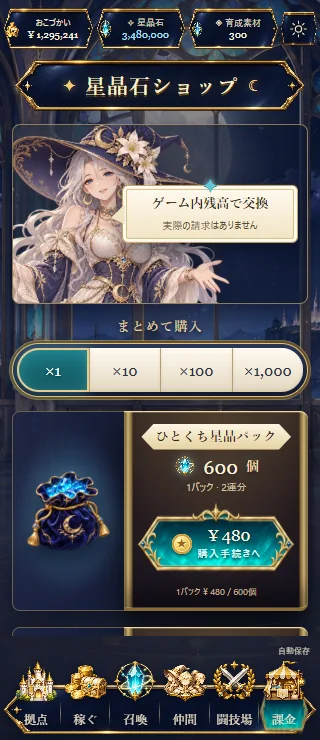 おこづかい
¥1,295,241
✧ 星晶石
3,480,000
◈ 育成素材
300
✦ 星晶石ショップ ☾
ゲーム内残高で交換
実際の請求はありません
まとめて購入
×1
×10
×100
×1,000
ひとくち星晶パック
600 個
1パック · 2連分
¥480
購入手続きへ
1パック ¥480 / 600個
自動保存
拠点
稼ぐ
召喚
仲間
闘技場
課金